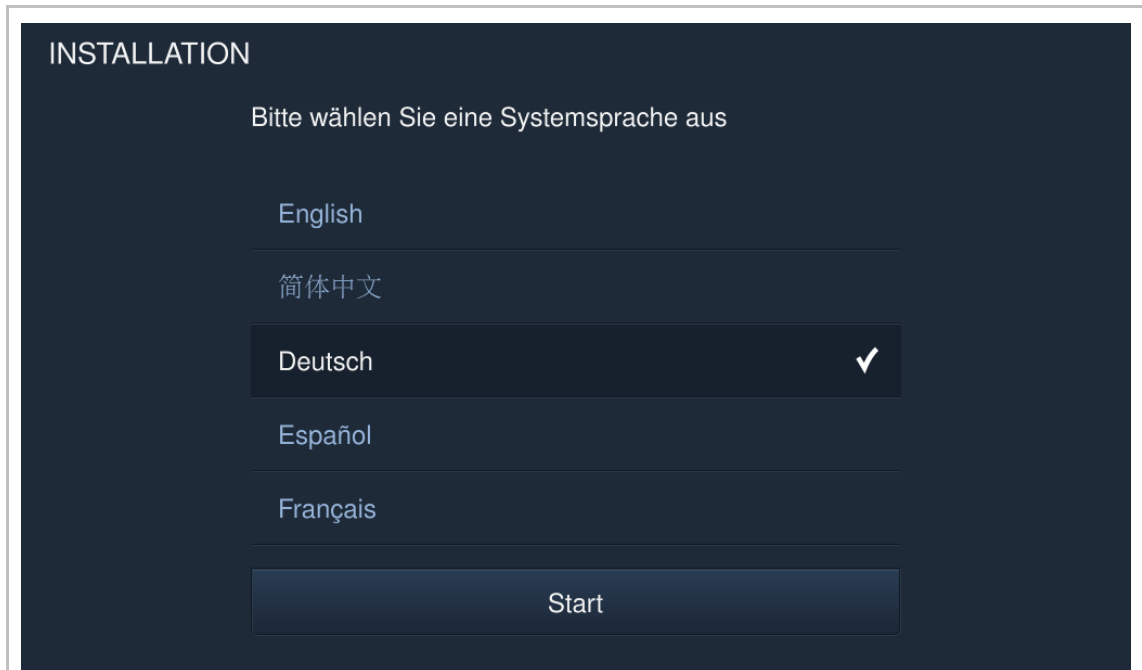 INSTALLATION
Bitte wählen Sie eine Systemsprache aus
English
简体中文
Deutsch
Español
Français
Start